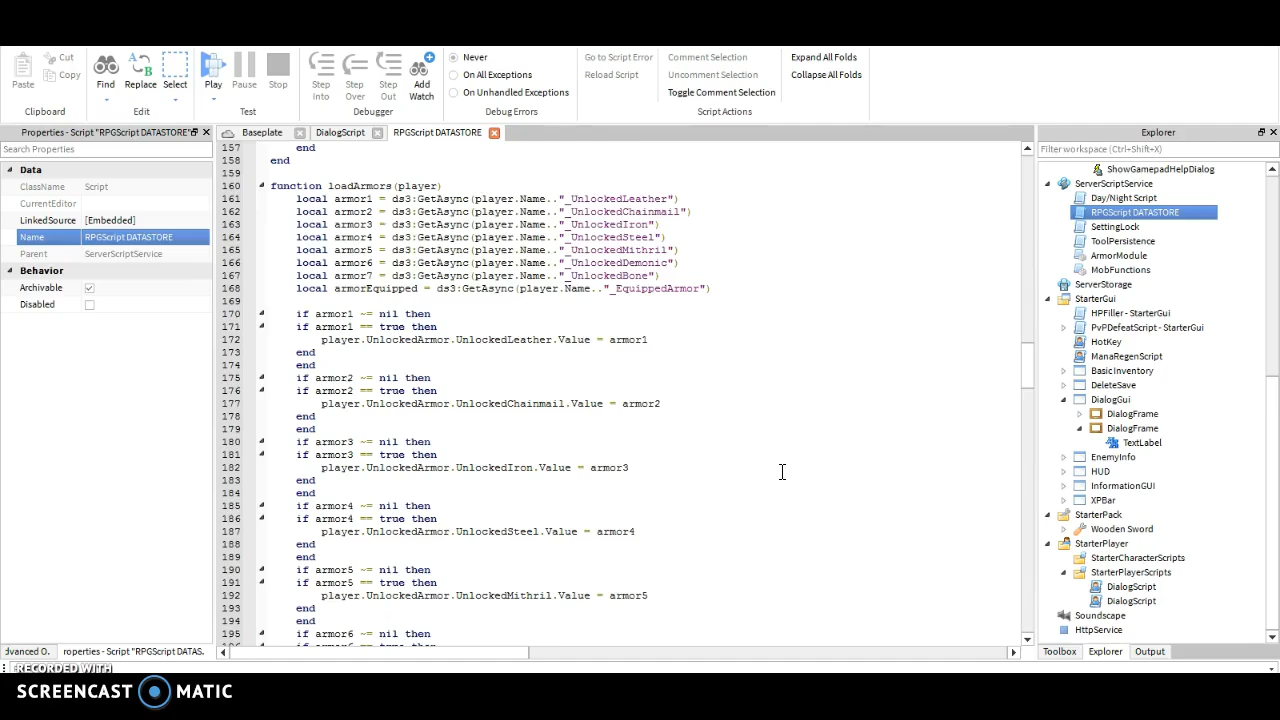 Paste
Cut
Copy
Clipboard
Find
Replace
Select
Edit
Play
Pause
Stop
Test
Step Into
Step Over
Step Out
Add Watch
Debugger
Never
On All Exceptions
On Unhandled Exceptions
Debug Errors
Go to Script Error
Reload Script
Comment Selection
Uncomment Selection
Toggle Comment Selection
Expand All Folds
Collapse All Folds
Script Actions
Properties - Script "RPGScript DATASTORE"
Search Properties
Data
ClassName Script
CurrentEditor
LinkedSource [Embedded]
Name RPGScript DATASTORE
Parent ServerScriptService
Behavior
Archivable
Disabled
Baseplate
DialogScript
RPGScript DATASTORE
157 end
158 end
159
160 function loadArmors(player)
161 local armor1 = ds3:GetAsync(player.Name.."_UnlockedLeather")
162 local armor2 = ds3:GetAsync(player.Name.."_UnlockedChainmail")
163 local armor3 = ds3:GetAsync(player.Name.."_UnlockedIron")
164 local armor4 = ds3:GetAsync(player.Name.."_UnlockedSteel")
165 local armor5 = ds3:GetAsync(player.Name.."_UnlockedMithril")
166 local armor6 = ds3:GetAsync(player.Name.."_UnlockedDemonic")
167 local armor7 = ds3:GetAsync(player.Name.."_UnlockedBone")
168 local armorEquipped = ds3:GetAsync(player.Name.."_EquippedArmor")
169
170 if armor1 ~= nil then
171 if armor1 == true then
172 player.UnlockedArmor.UnlockedLeather.Value = armor1
173 end
174 end
175 if armor2 ~= nil then
176 if armor2 == true then
177 player.UnlockedArmor.UnlockedChainmail.Value = armor2
178 end
179 end
180 if armor3 ~= nil then
181 if armor3 == true then
182 player.UnlockedArmor.UnlockedIron.Value = armor3
183 end
184 end
185 if armor4 ~= nil then
186 if armor4 == true then
187 player.UnlockedArmor.UnlockedSteel.Value = armor4
188 end
189 end
190 if armor5 ~= nil then
191 if armor5 == true then
192 player.UnlockedArmor.UnlockedMithril.Value = armor5
193 end
194 end
195 if armor6 ~= nil then
Explorer
Filter workspace (Ctrl+Shift+X)
ShowGamepadHelpDialog
ServerScriptService
Day/Night Script
RPGScript DATASTORE
SettingLock
ToolPersistence
ArmorModule
MobFunctions
ServerStorage
StarterGui
HPFiller - StarterGui
PvPDefeatScript - StarterGui
HotKey
ManaRegenScript
Basic Inventory
DeleteSave
DialogGui
DialogFrame
DialogFrame
TextLabel
EnemyInfo
HUD
InformationGUI
XPBar
StarterPack
Wooden Sword
StarterPlayer
StarterCharacterScripts
StarterPlayerScripts
DialogScript
DialogScript
Soundscape
HttpService
dvanced O.
roperties - Script "RPGScript DATAS.
Toolbox
Explorer
Output
RECORDED WITH
SCREENCAST MATIC